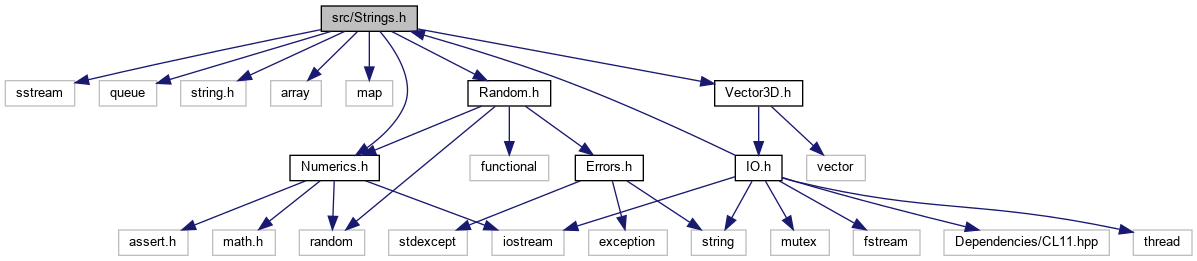 src/Strings.h
sstream
queue
string.h
array
map
Random.h
Vector3D.h
Numerics.h
functional
Errors.h
IO.h
vector
assert.h
math.h
random
stdexcept
iostream
exception
string
mutex
fstream
Dependencies/CL11.hpp
thread